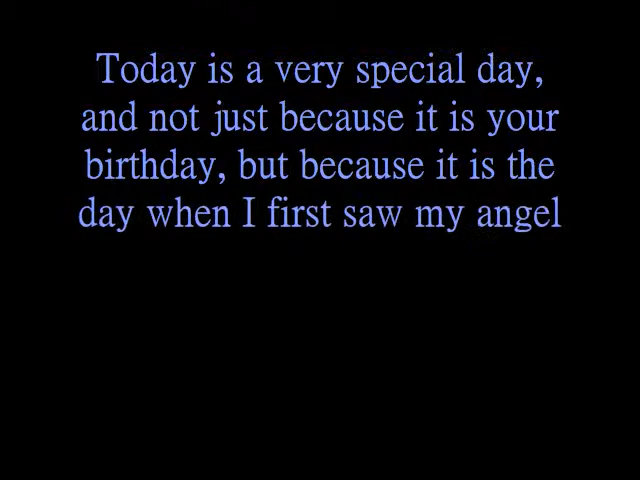 Today is a very special day,
and not just because it is your
birthday, but because it is the
day when I first saw my angel